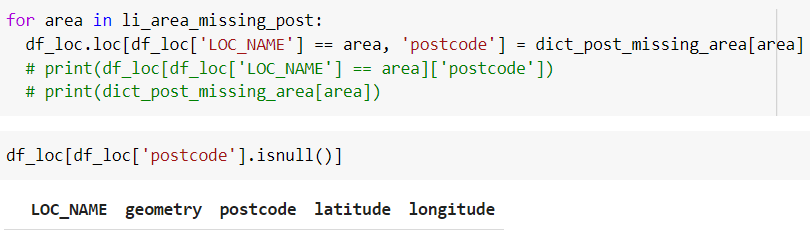 for area in li_area_missing_post:
  df_loc.loc[df_loc['LOC_NAME'] == area, 'postcode'] = dict_post_missing_area[area]
  # print(df_loc[df_loc['LOC_NAME'] == area]['postcode'])
  # print(dict_post_missing_area[area])
df_loc[df_loc['postcode'].isnull()]
LOC_NAME geometry postcode latitude longitude